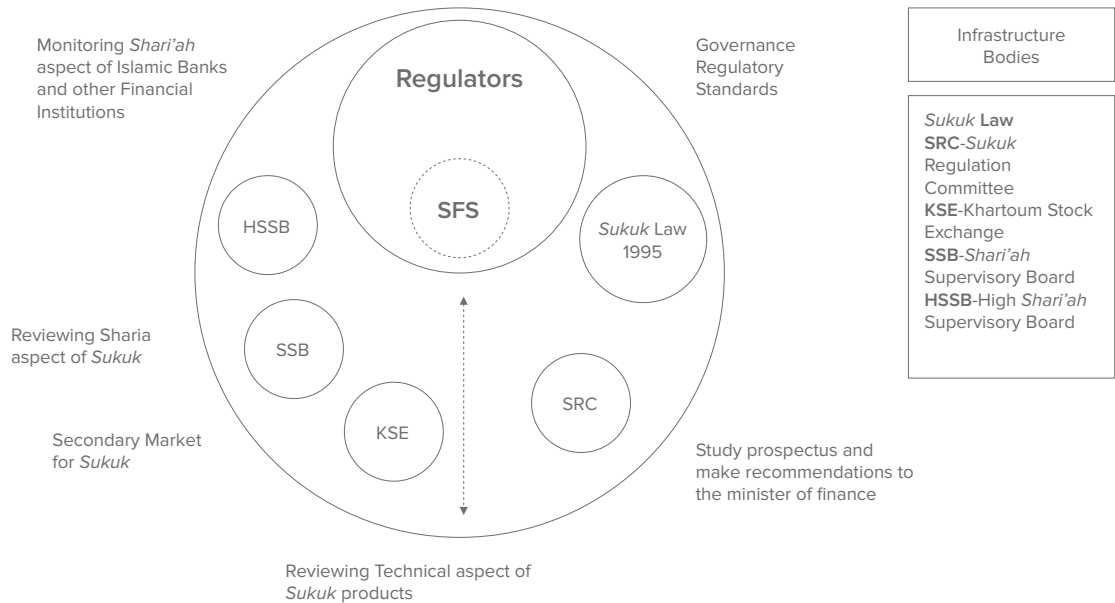 Monitoring Shari’ah
aspect of Islamic Banks
and other Financial
Institutions
Regulators
SFS
Governance
Regulatory
Standards
HSSB
Sukuk Law
1995
Reviewing Sharia
aspect of Sukuk
SSB
KSE
SRC
Secondary Market
for Sukuk
Study prospectus and
make recommendations to
the minister of finance
Reviewing Technical aspect of
Sukuk products
Infrastructure
Bodies
Sukuk Law
SRC-Sukuk
Regulation
Committee
KSE-Khartoum Stock
Exchange
SSB-Shari’ah
Supervisory Board
HSSB-High Shari’ah
Supervisory Board